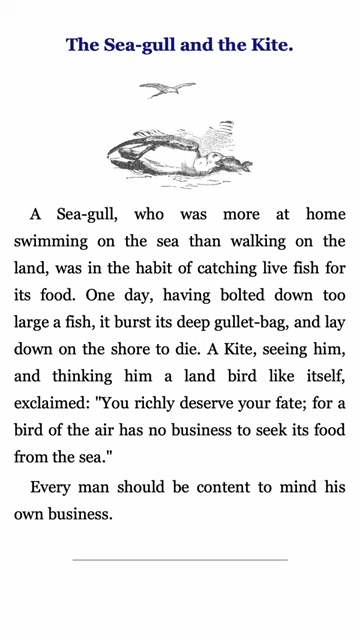 The Sea-gull and the Kite.
A Sea-gull, who was more at home
swimming on the sea than walking on the
land, was in the habit of catching live fish for
its food. One day, having bolted down too
large a fish, it burst its deep gullet-bag, and lay
down on the shore to die. A Kite, seeing him,
and thinking him a land bird like itself,
exclaimed: "You richly deserve your fate; for a
bird of the air has no business to seek its food
from the sea."
Every man should be content to mind his
own business.